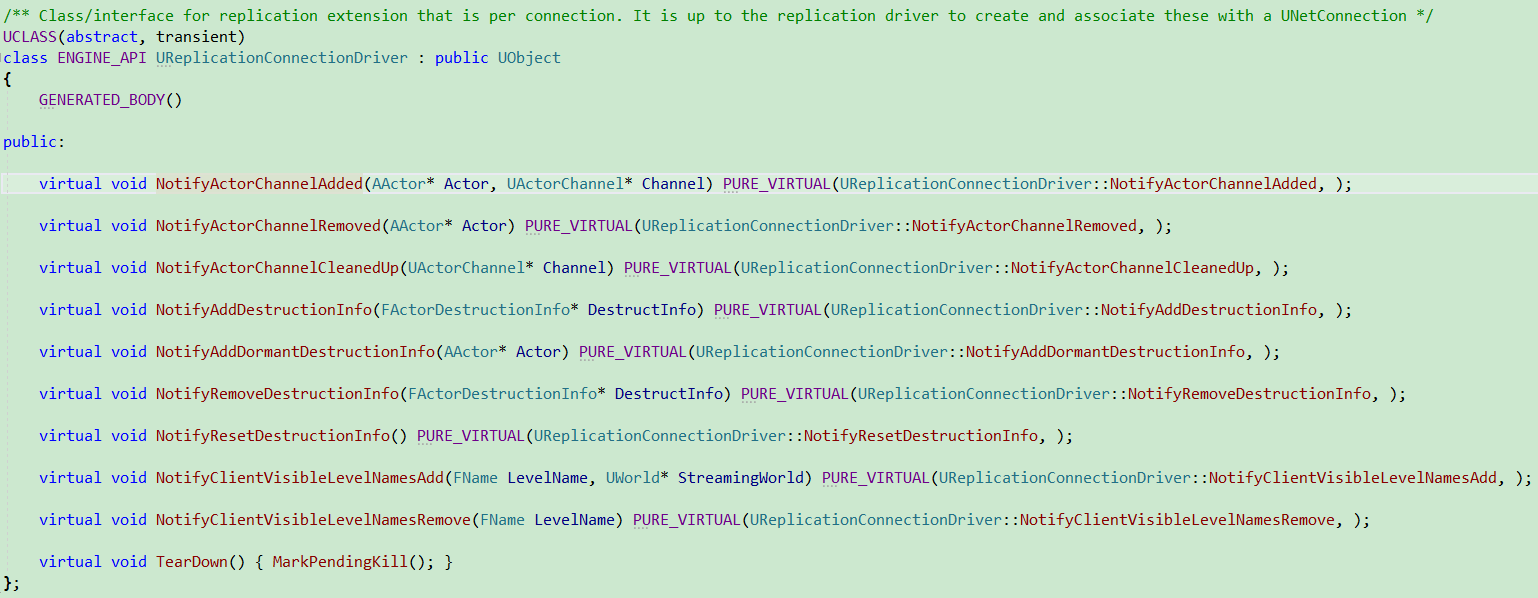 /** Class/interface for replication extension that is per connection. It is up to the replication driver to create and associate these with a UNetConnection */
UCLASS(abstract, transient)
class ENGINE_API UReplicationConnectionDriver : public UObject
{
GENERATED_BODY()
public:
virtual void NotifyActorChannelAdded(AActor* Actor, UActorChannel* Channel) PURE_VIRTUAL(UReplicationConnectionDriver::NotifyActorChannelAdded, );
virtual void NotifyActorChannelRemoved(AActor* Actor) PURE_VIRTUAL(UReplicationConnectionDriver::NotifyActorChannelRemoved, );
virtual void NotifyActorChannelCleanedUp(UActorChannel* Channel) PURE_VIRTUAL(UReplicationConnectionDriver::NotifyActorChannelCleanedUp, );
virtual void NotifyAddDestructionInfo(FActorDestructionInfo* DestructInfo) PURE_VIRTUAL(UReplicationConnectionDriver::NotifyAddDestructionInfo, );
virtual void NotifyAddDormantDestructionInfo(AActor* Actor) PURE_VIRTUAL(UReplicationConnectionDriver::NotifyAddDormantDestructionInfo, );
virtual void NotifyRemoveDestructionInfo(FActorDestructionInfo* DestructInfo) PURE_VIRTUAL(UReplicationConnectionDriver::NotifyRemoveDestructionInfo, );
virtual void NotifyResetDestructionInfo() PURE_VIRTUAL(UReplicationConnectionDriver::NotifyResetDestructionInfo, );
virtual void NotifyClientVisibleLevelNamesAdd(FName LevelName, UWorld* StreamingWorld) PURE_VIRTUAL(UReplicationConnectionDriver::NotifyClientVisibleLevelNamesAdd, );
virtual void NotifyClientVisibleLevelNamesRemove(FName LevelName) PURE_VIRTUAL(UReplicationConnectionDriver::NotifyClientVisibleLevelNamesRemove, );
virtual void TearDown() { MarkPendingKill(); }
};